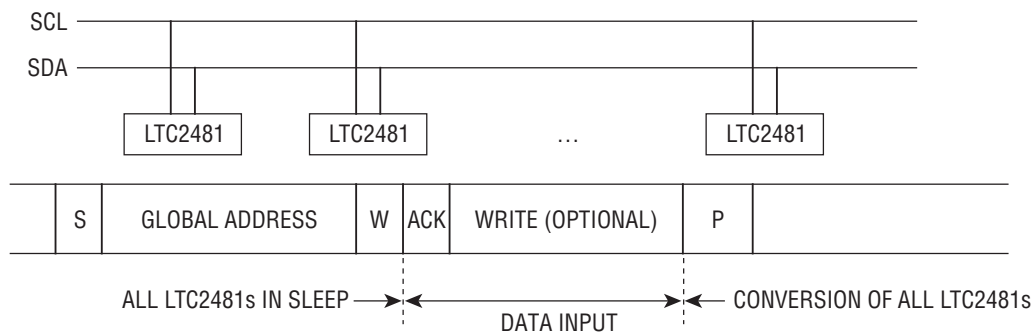 SCL
SDA
LTC2481 LTC2481 ... LTC2481
S GLOBAL ADDRESS W ACK WRITE (OPTIONAL) P
ALL LTC2481s IN SLEEP DATA INPUT CONVERSION OF ALL LTC2481s